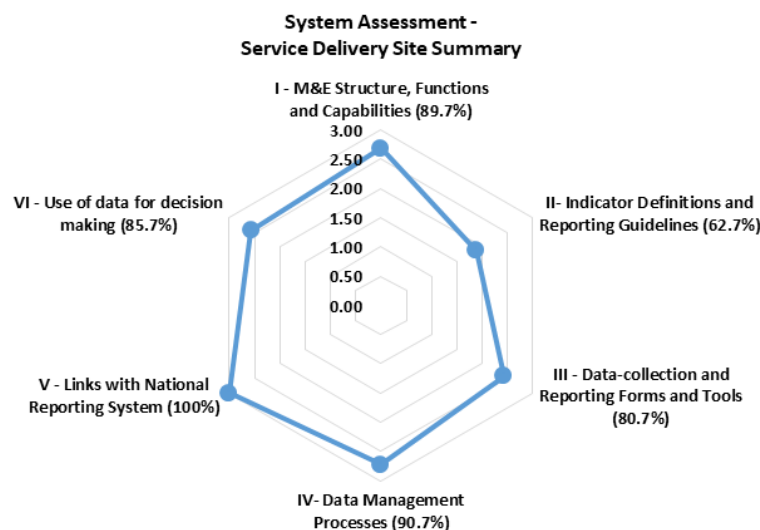 System Assessment -
Service Delivery Site Summary
I - M&E Structure, Functions
and Capabilities (89.7%)
3.00
2.50
2.00
1.50
1.00
0.50
0.00
II- Indicator Definitions and
Reporting Guidelines (62.7%)
III - Data-collection and
Reporting Forms and Tools
(80.7%)
IV- Data Management
Processes (90.7%)
V - Links with National
Reporting System (100%)
VI - Use of data for decision
making (85.7%)